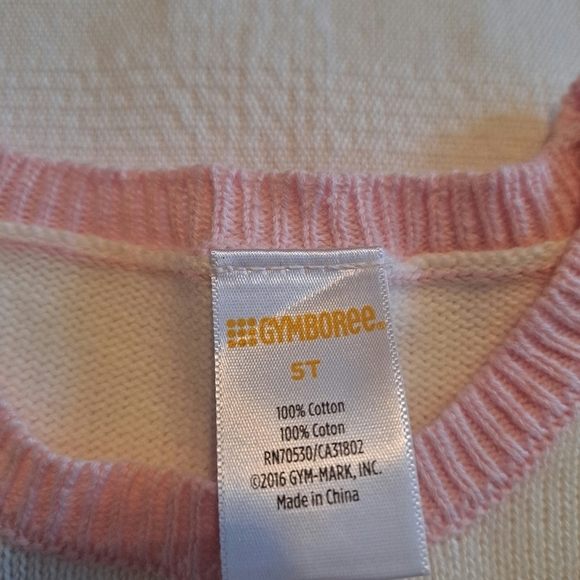 GYMBOREE
5T
100% Cotton
100% Coton
RN70530/CA31802
©2016 GYM-MARK, INC.
Made in China